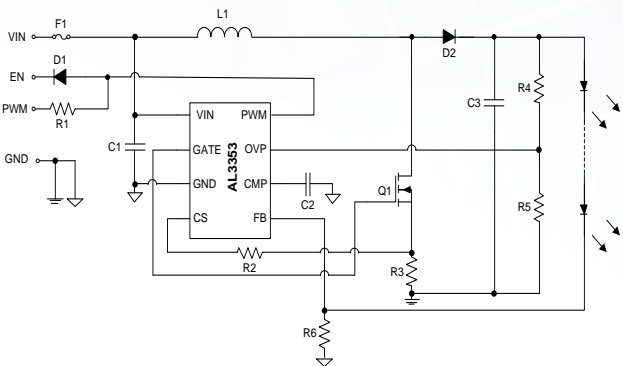 L1
VIN
F1
D2
EN
D1
PWM
R1
VIN
PWM
C1
GATE
OVP
AL3353
GND
CMP
C2
CS
FB
GND
C3
R4
R5
Q1
R2
R3
R6